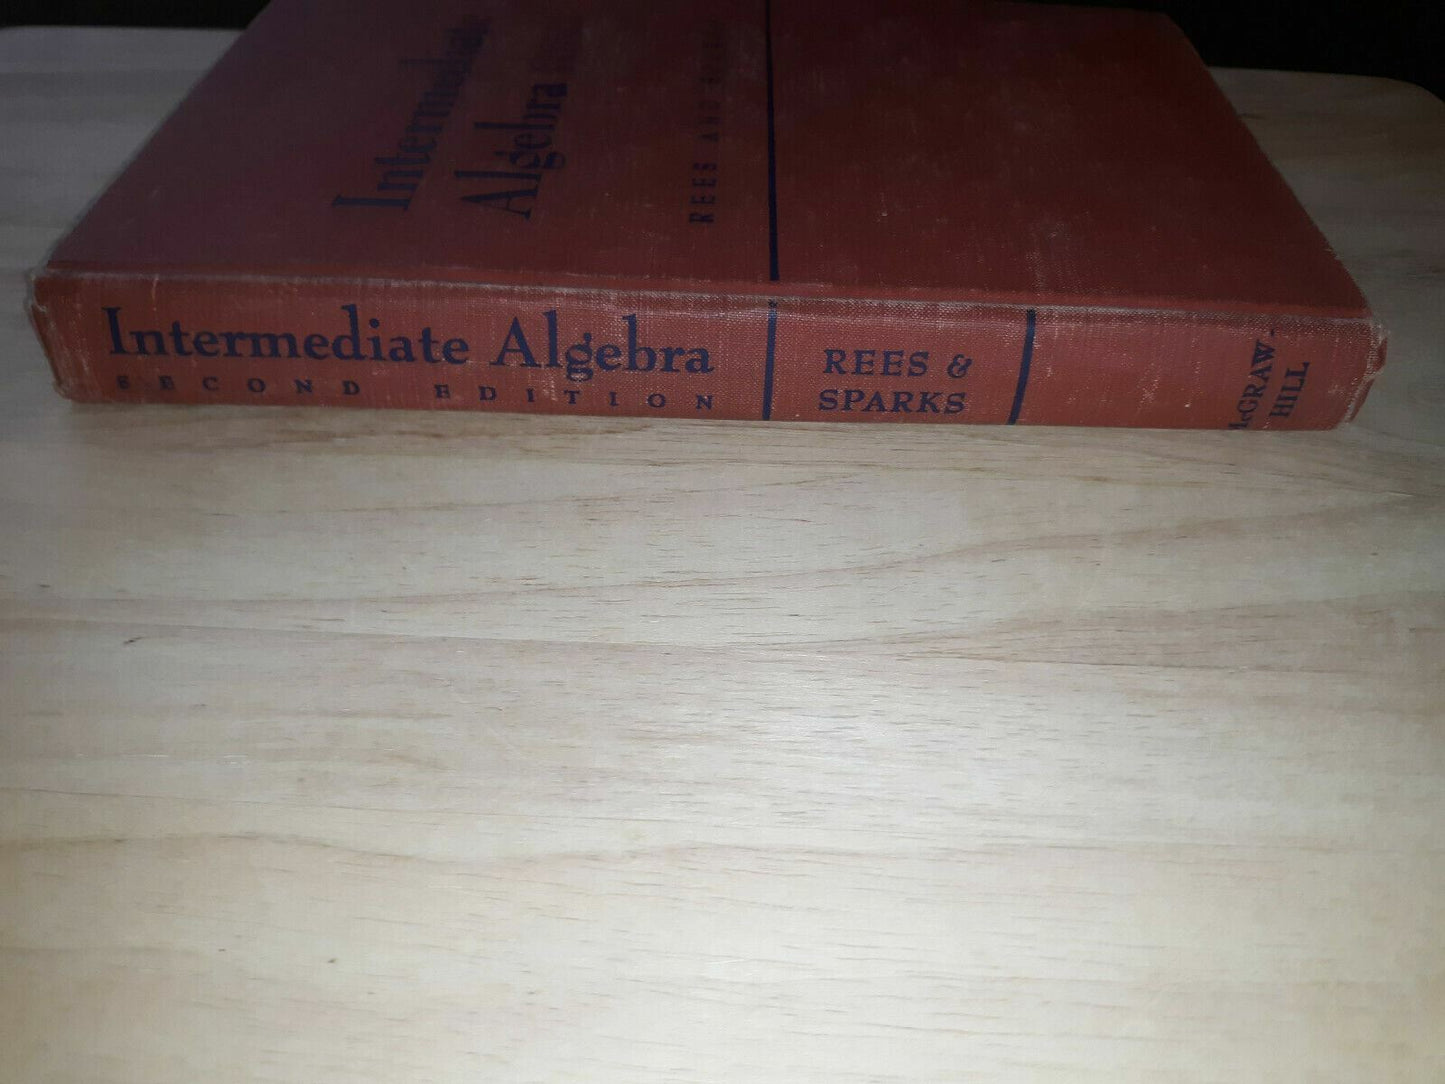 Intermediate
Algebra
REES AND
Intermediate Algebra
SECOND EDITION
REES &
SPARKS
McGRAW-
HILL